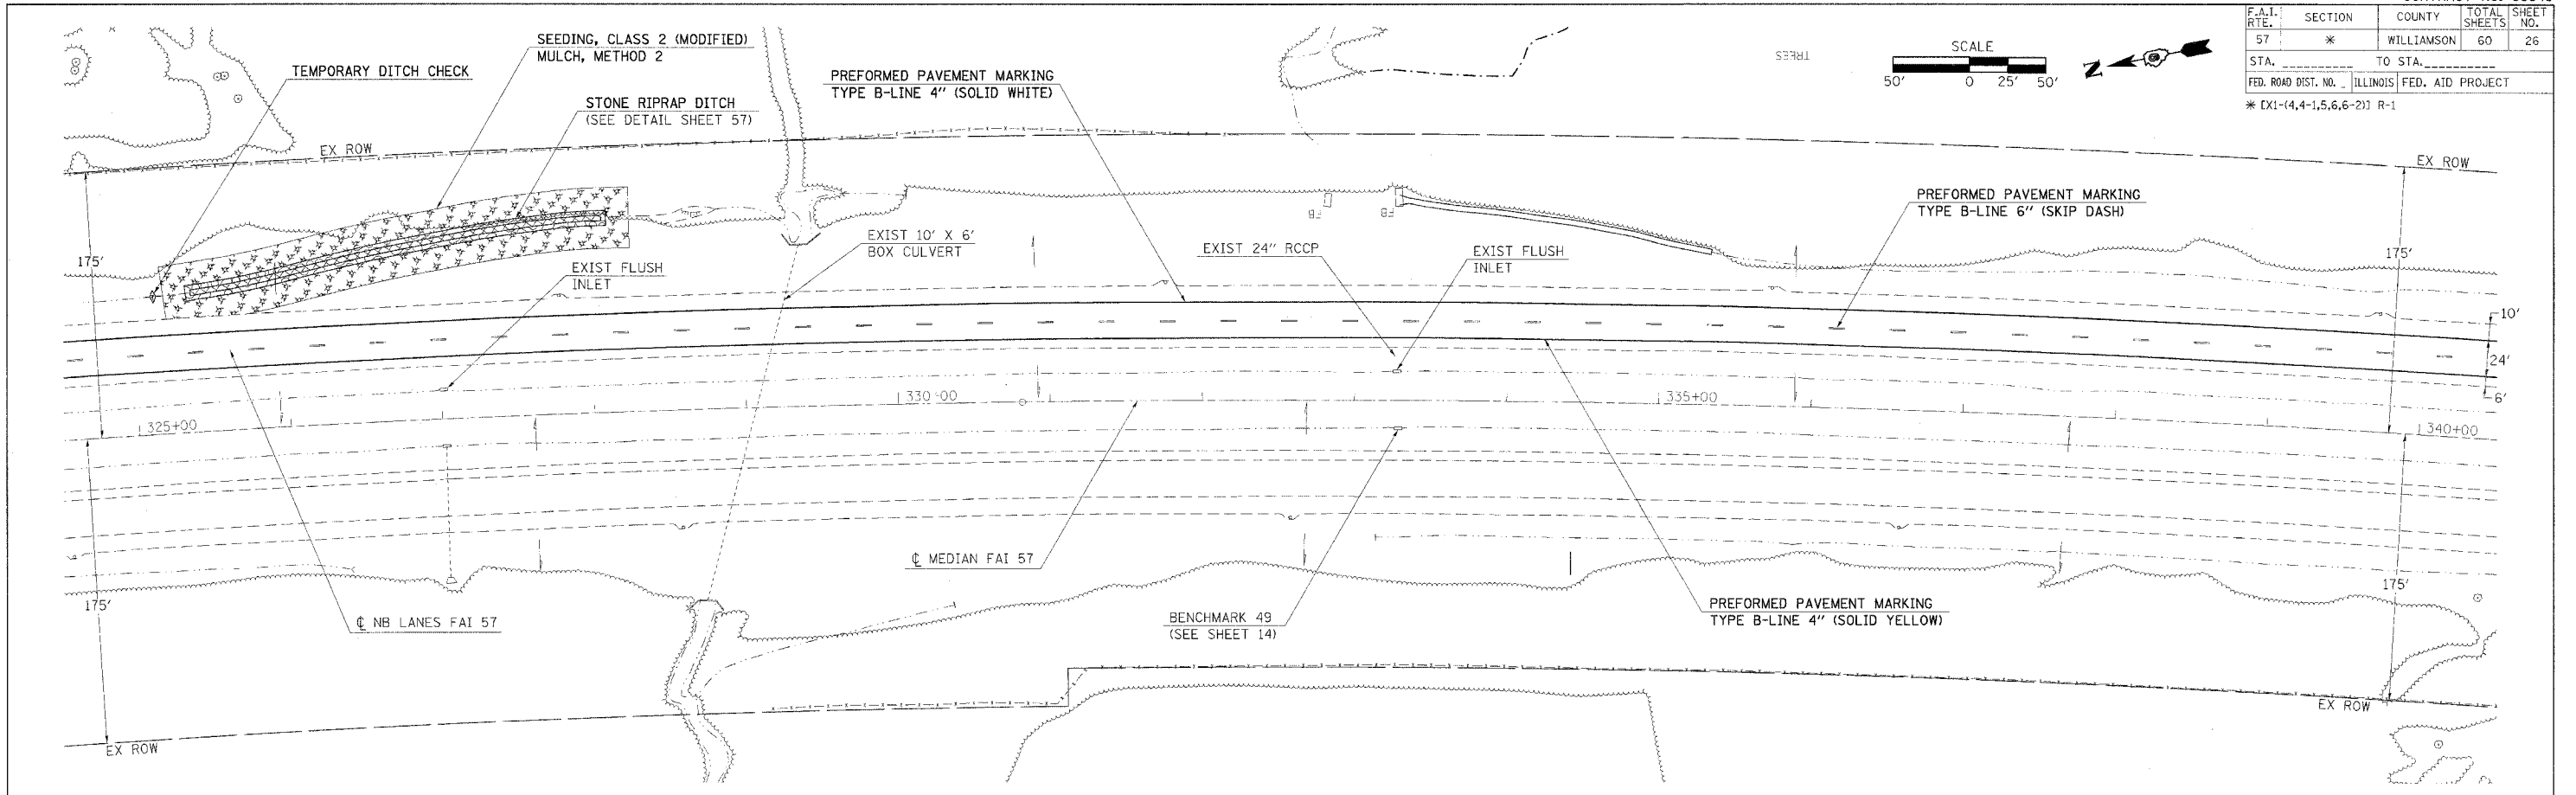 F.A.I. RTE. SECTION COUNTY TOTAL SHEETS SHEET NO.
57 * WILLIAMSON 60 26
STA. TO STA.
FED. ROAD DIST. NO. ILLINOIS FED. AID PROJECT
* [X1-(4,4-1,5,6,6-2)] R-1
SCALE
50' 0 25' 50'
N
TREES
SEEDING, CLASS 2 (MODIFIED)
MULCH, METHOD 2
TEMPORARY DITCH CHECK
STONE RIPRAP DITCH
(SEE DETAIL SHEET 57)
PREFORMED PAVEMENT MARKING
TYPE B-LINE 4" (SOLID WHITE)
EX ROW
EX ROW
PREFORMED PAVEMENT MARKING
TYPE B-LINE 6" (SKIP DASH)
FB
FB
175'
EXIST FLUSH
INLET
EXIST 10' X 6'
BOX CULVERT
EXIST 24" RCCP
EXIST FLUSH
INLET
175'
10'
24'
6'
325+00
330+00
335+00
340+00
175'
℄ NB LANES FAI 57
℄ MEDIAN FAI 57
BENCHMARK 49
(SEE SHEET 14)
PREFORMED PAVEMENT MARKING
TYPE B-LINE 4" (SOLID YELLOW)
175'
EX ROW
EX ROW